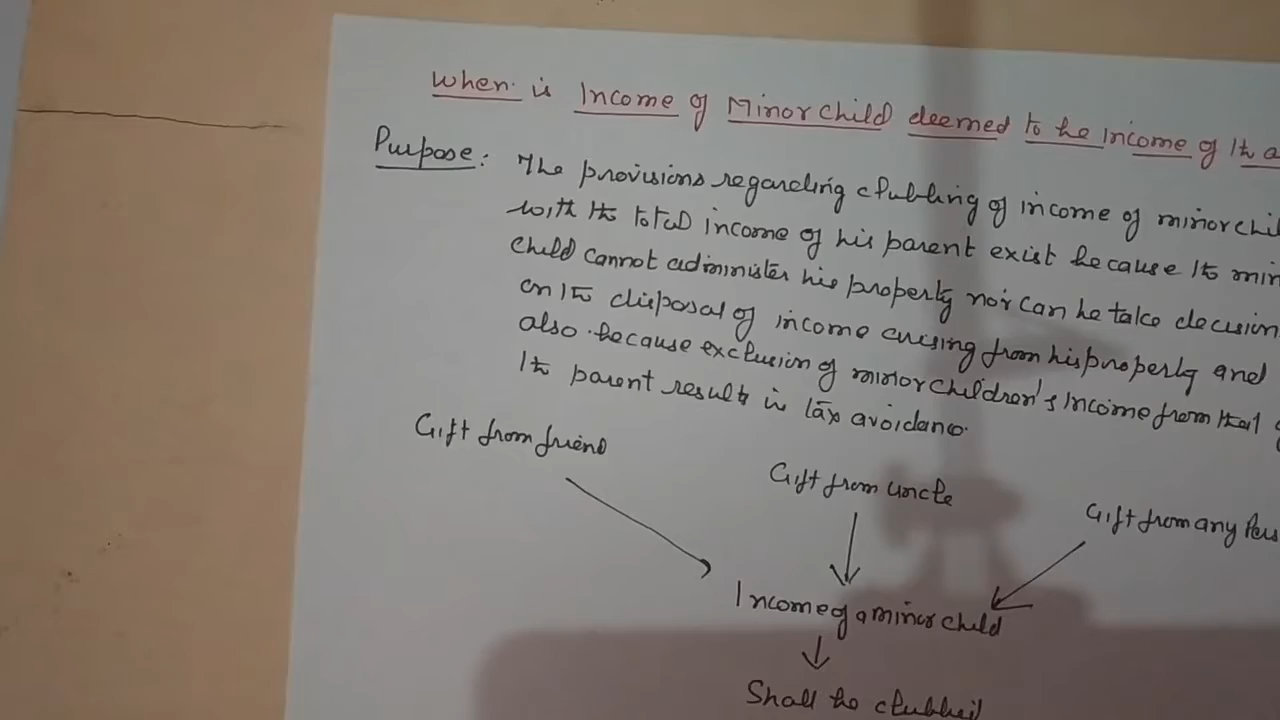 When is Income of Minor child deemed to be income of the
Purpose: The provisions regarding clubbing of income of minor
with the total income of his parent exist because the
child cannot administer his property nor can he take decision
on the disposal of income arising from his property and
also because exclusion of minor children's income from that
the parent results in tax avoidance.
Gift from friend
Gift from uncle
Gift from any
Income of a minor child
Shall be clubbed